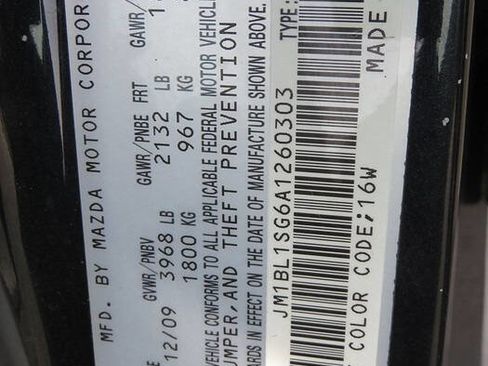 MFD. BY MAZDA MOTOR CORPOR
GVWR/PNBV GAWR/PNBE FRT GAWR/
12/09 3968 LB 2132 LB
1800 KG 967 KG
VEHICLE CONFORMS TO ALL APPLICABLE FEDERAL MOTOR VEHICL
UMPER, AND THEFT PREVENTION
ARDS IN EFFECT ON THE DATE OF MANUFACTURE SHOWN ABOVE.
JM1BL1SG6A1260303 MADE
COLOR CODE;16W